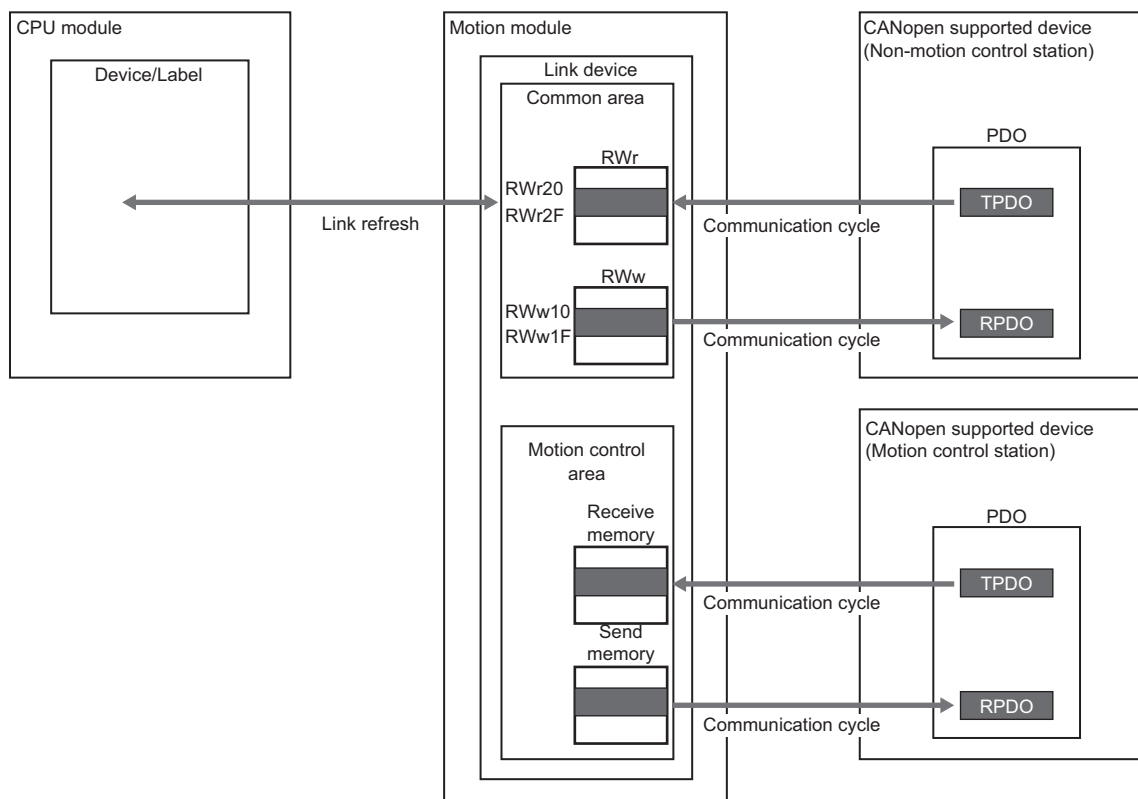 CPU module
Device/Label
Link refresh
Motion module
Link device
Common area
RWr
RWr20
RWr2F
RWw
RWw10
RWw1F
Communication cycle
Communication cycle
CANopen supported device
(Non-motion control station)
PDO
TPDO
RPDO
Motion control
area
Receive
memory
Send
memory
Communication cycle
Communication cycle
CANopen supported device
(Motion control station)
PDO
TPDO
RPDO